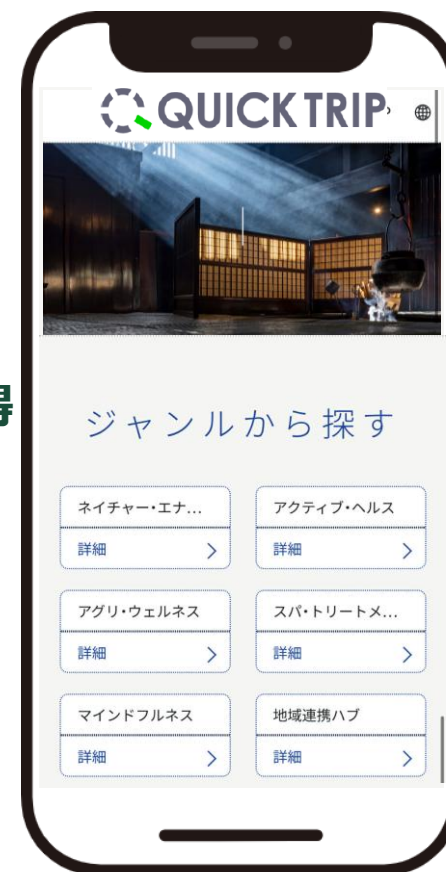 QUICK TRIP
得
ジャンルから探す
ネイチャー・エナ...
アクティブ・ヘルス
詳細
詳細
アグリ・ウェルネス
スパ・トリートメ...
詳細
詳細
マインドフルネス
地域連携ハブ
詳細
詳細